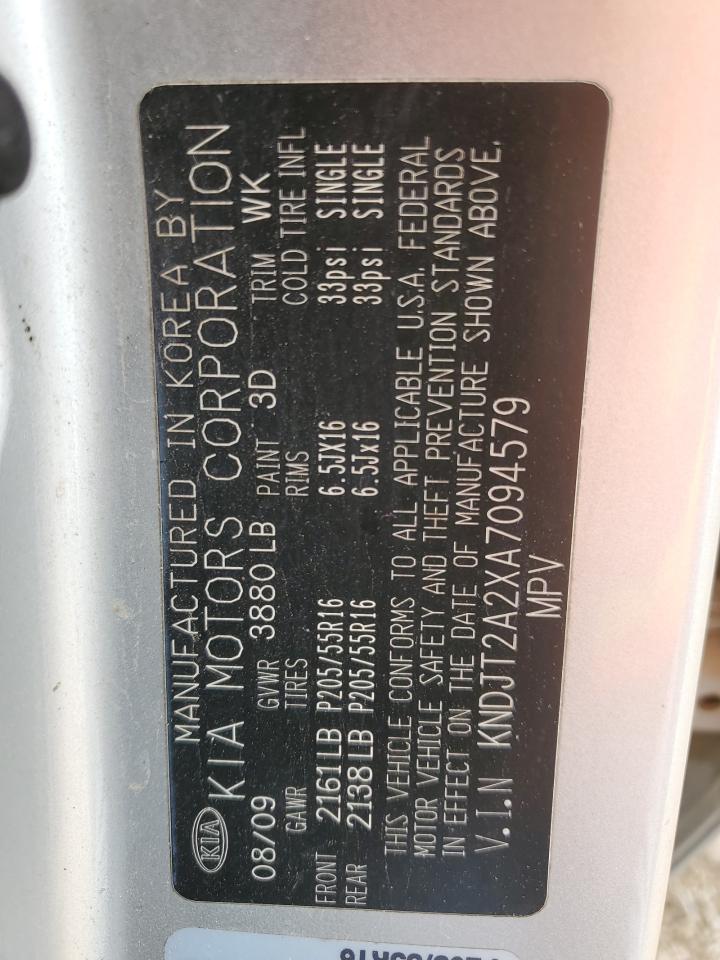 MANUFACTURED IN KOREA BY
KIA KIA MOTORS CORPORATION
08/09 GVWR 3880 LB PAINT 3D TRIM WK
GAWR TIRES RIMS COLD TIRE INFL
FRONT 2161 LB P205/55R16 6.5JX16 33psi SINGLE
REAR 2138 LB P205/55R16 6.5Jx16 33psi SINGLE
THIS VEHICLE CONFORMS TO ALL APPLICABLE U.S.A. FEDERAL
MOTOR VEHICLE SAFETY AND THEFT PREVENTION STANDARDS
IN EFFECT ON THE DATE OF MANUFACTURE SHOWN ABOVE.
V.I.N KNDJT2A2XA7094579
MPV